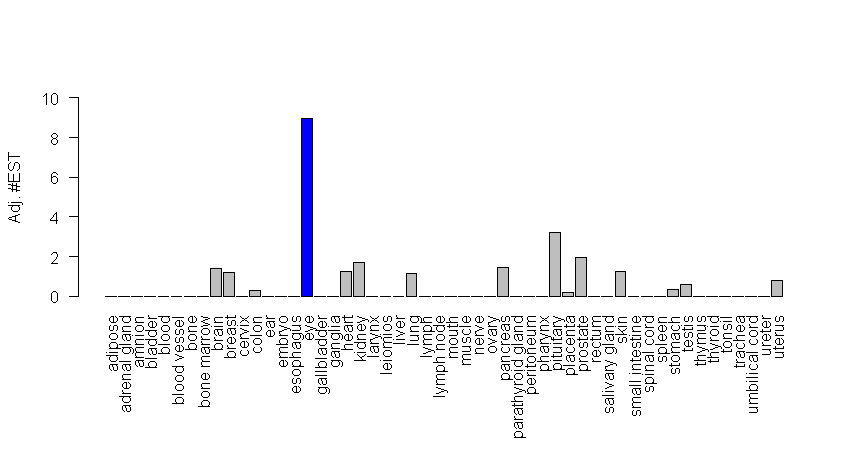 Adj. #EST
10
8
6
4
2
0
adipose
adrenal gland
amnion
bladder
blood
blood vessel
bone
bone marrow
brain
breast
cervix
colon
ear
embryo
esophagus
eye
gallbladder
ganglia
heart
kidney
larynx
leiomios
liver
lung
lymph
lymph node
mouth
muscle
nerve
ovary
pancreas
parathyroid gland
peritoneum
pharynx
pituitary
placenta
prostate
rectum
salivary gland
skin
small intestine
spinal cord
spleen
stomach
testis
thymus
thyroid
tonsil
trachea
umbilical cord
ureter
uterus